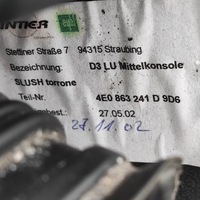 INTIER
Stettiner Straße 7 94315 Straubing
Bezeichnung: D3 LU Mittelkonsole
SLUSH torrone
Teil-Nr. 4E0 863 241 D 9D6
27.05.02
27.11.02